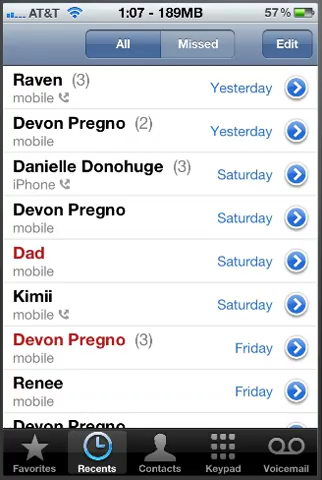 AT&T 1:07 - 189MB 57%
All Missed Edit
Raven (3)
mobile
Yesterday
Devon Pregno (2)
mobile
Yesterday
Danielle Donohuge (3)
iPhone
Saturday
Devon Pregno
mobile
Saturday
Dad
mobile
Saturday
Kimii
mobile
Saturday
Devon Pregno (3)
mobile
Friday
Renee
mobile
Friday
Devon Pregno
Favorites Recents Contacts Keypad Voicemail